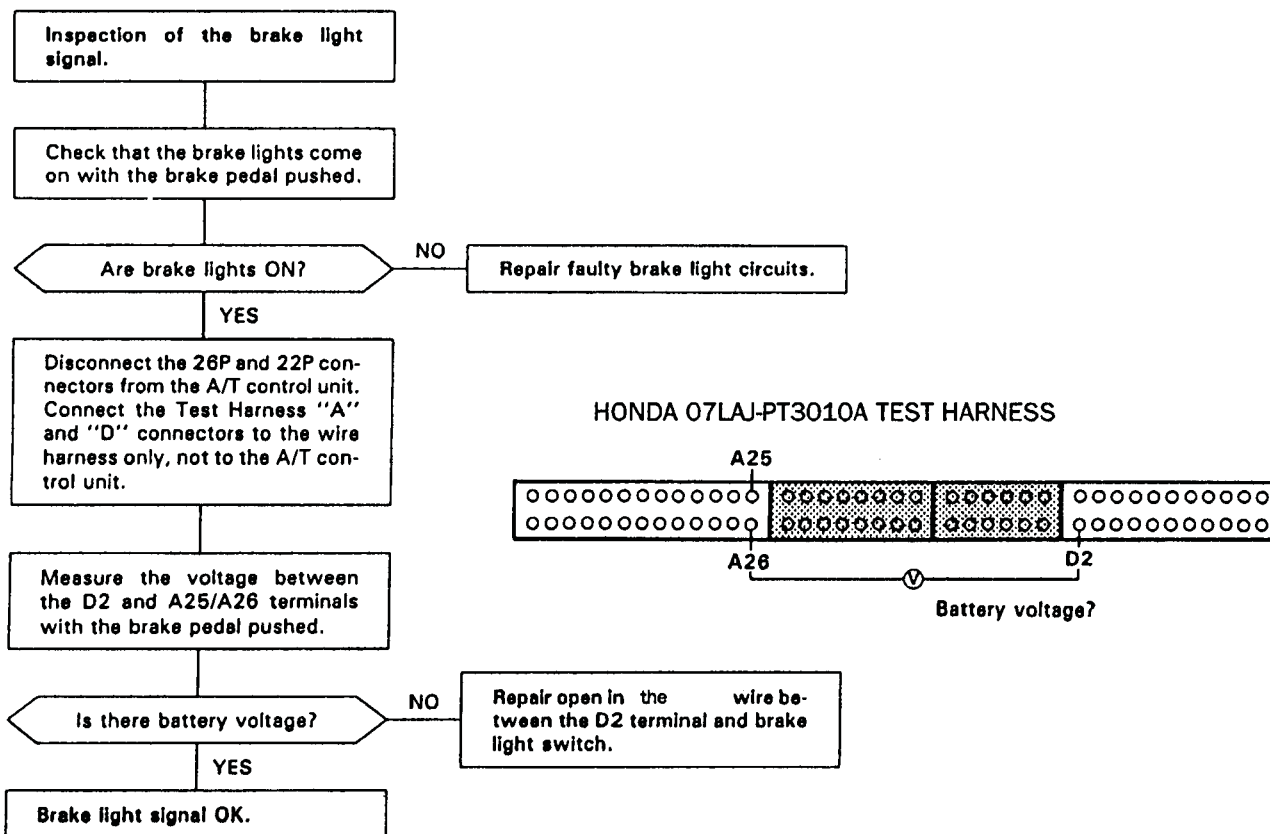 Inspection of the brake light
signal.
Check that the brake lights come
on with the brake pedal pushed.
Are brake lights ON?
NO
Repair faulty brake light circuits.
YES
Disconnect the 26P and 22P con-
nectors from the A/T control unit.
Connect the Test Harness "A"
and "D" connectors to the wire
harness only, not to the A/T con-
trol unit.
HONDA 07LAJ-PT3010A TEST HARNESS
A25
A26
D2
V
Battery voltage?
Measure the voltage between
the D2 and A25/A26 terminals
with the brake pedal pushed.
Is there battery voltage?
NO
Repair open in the wire be-
tween the D2 terminal and brake
light switch.
YES
Brake light signal OK.